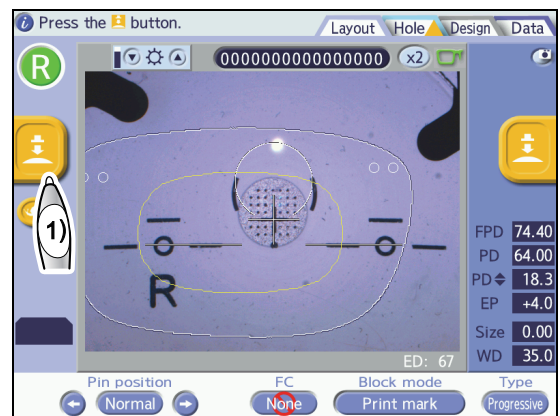 Press the button.
Layout Hole Design Data
R
0000000000000000 x2
1)
R
FPD 74.40
PD 64.00
PD 18.3
EP +4.0
Size 0.00
WD 35.0
ED: 67
Pin position FC Block mode Type
Normal None Print mark Progressive